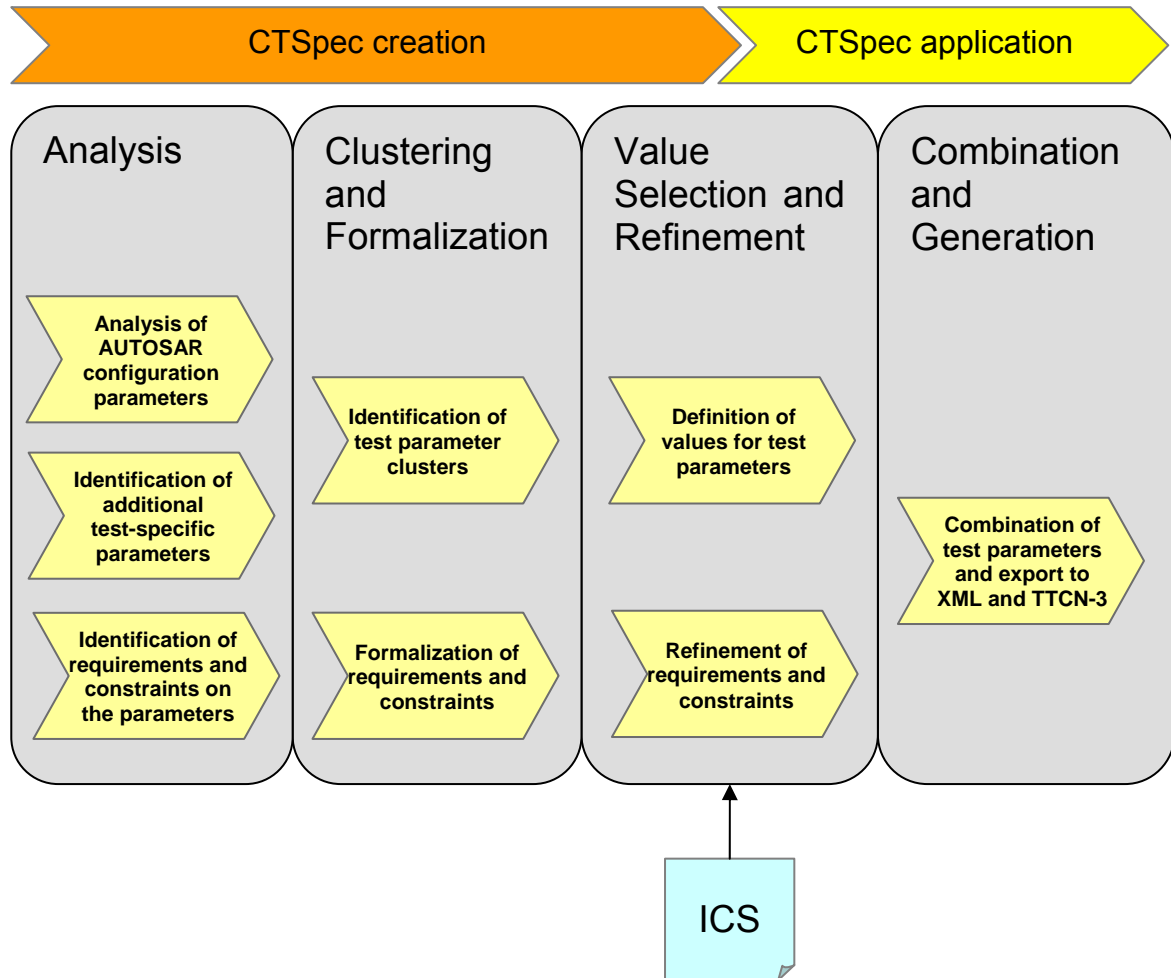 CTSpec creation
CTSpec application
Analysis
Clustering
and
Formalization
Value
Selection and
Refinement
Combination
and
Generation
Analysis of
AUTOSAR
configuration
parameters
Identification of
additional
test-specific
parameters
Identification of
requirements and
constraints on
the parameters
Identification of
test parameter
clusters
Formalization of
requirements and
constraints
Definition of
values for test
parameters
Refinement of
requirements and
constraints
Combination of
test parameters
and export to
XML and TTCN-3
ICS